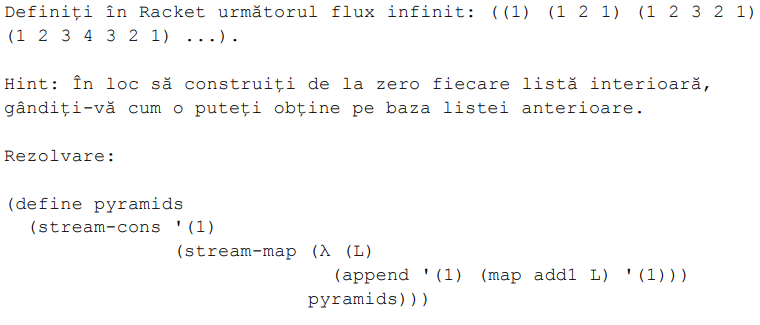 Definiți în Racket următorul flux infinit: ((1) (1 2 1) (1 2 3 2 1)
(1 2 3 4 3 2 1) ...).
Hint: În loc să construiți de la zero fiecare listă interioară,
gândiți-vă cum o puteți obține pe baza listei anterioare.
Rezolvare:
(define pyramids
(stream-cons '(1)
(stream-map (λ (L)
(append '(1) (map add1 L) '(1)))
pyramids)))